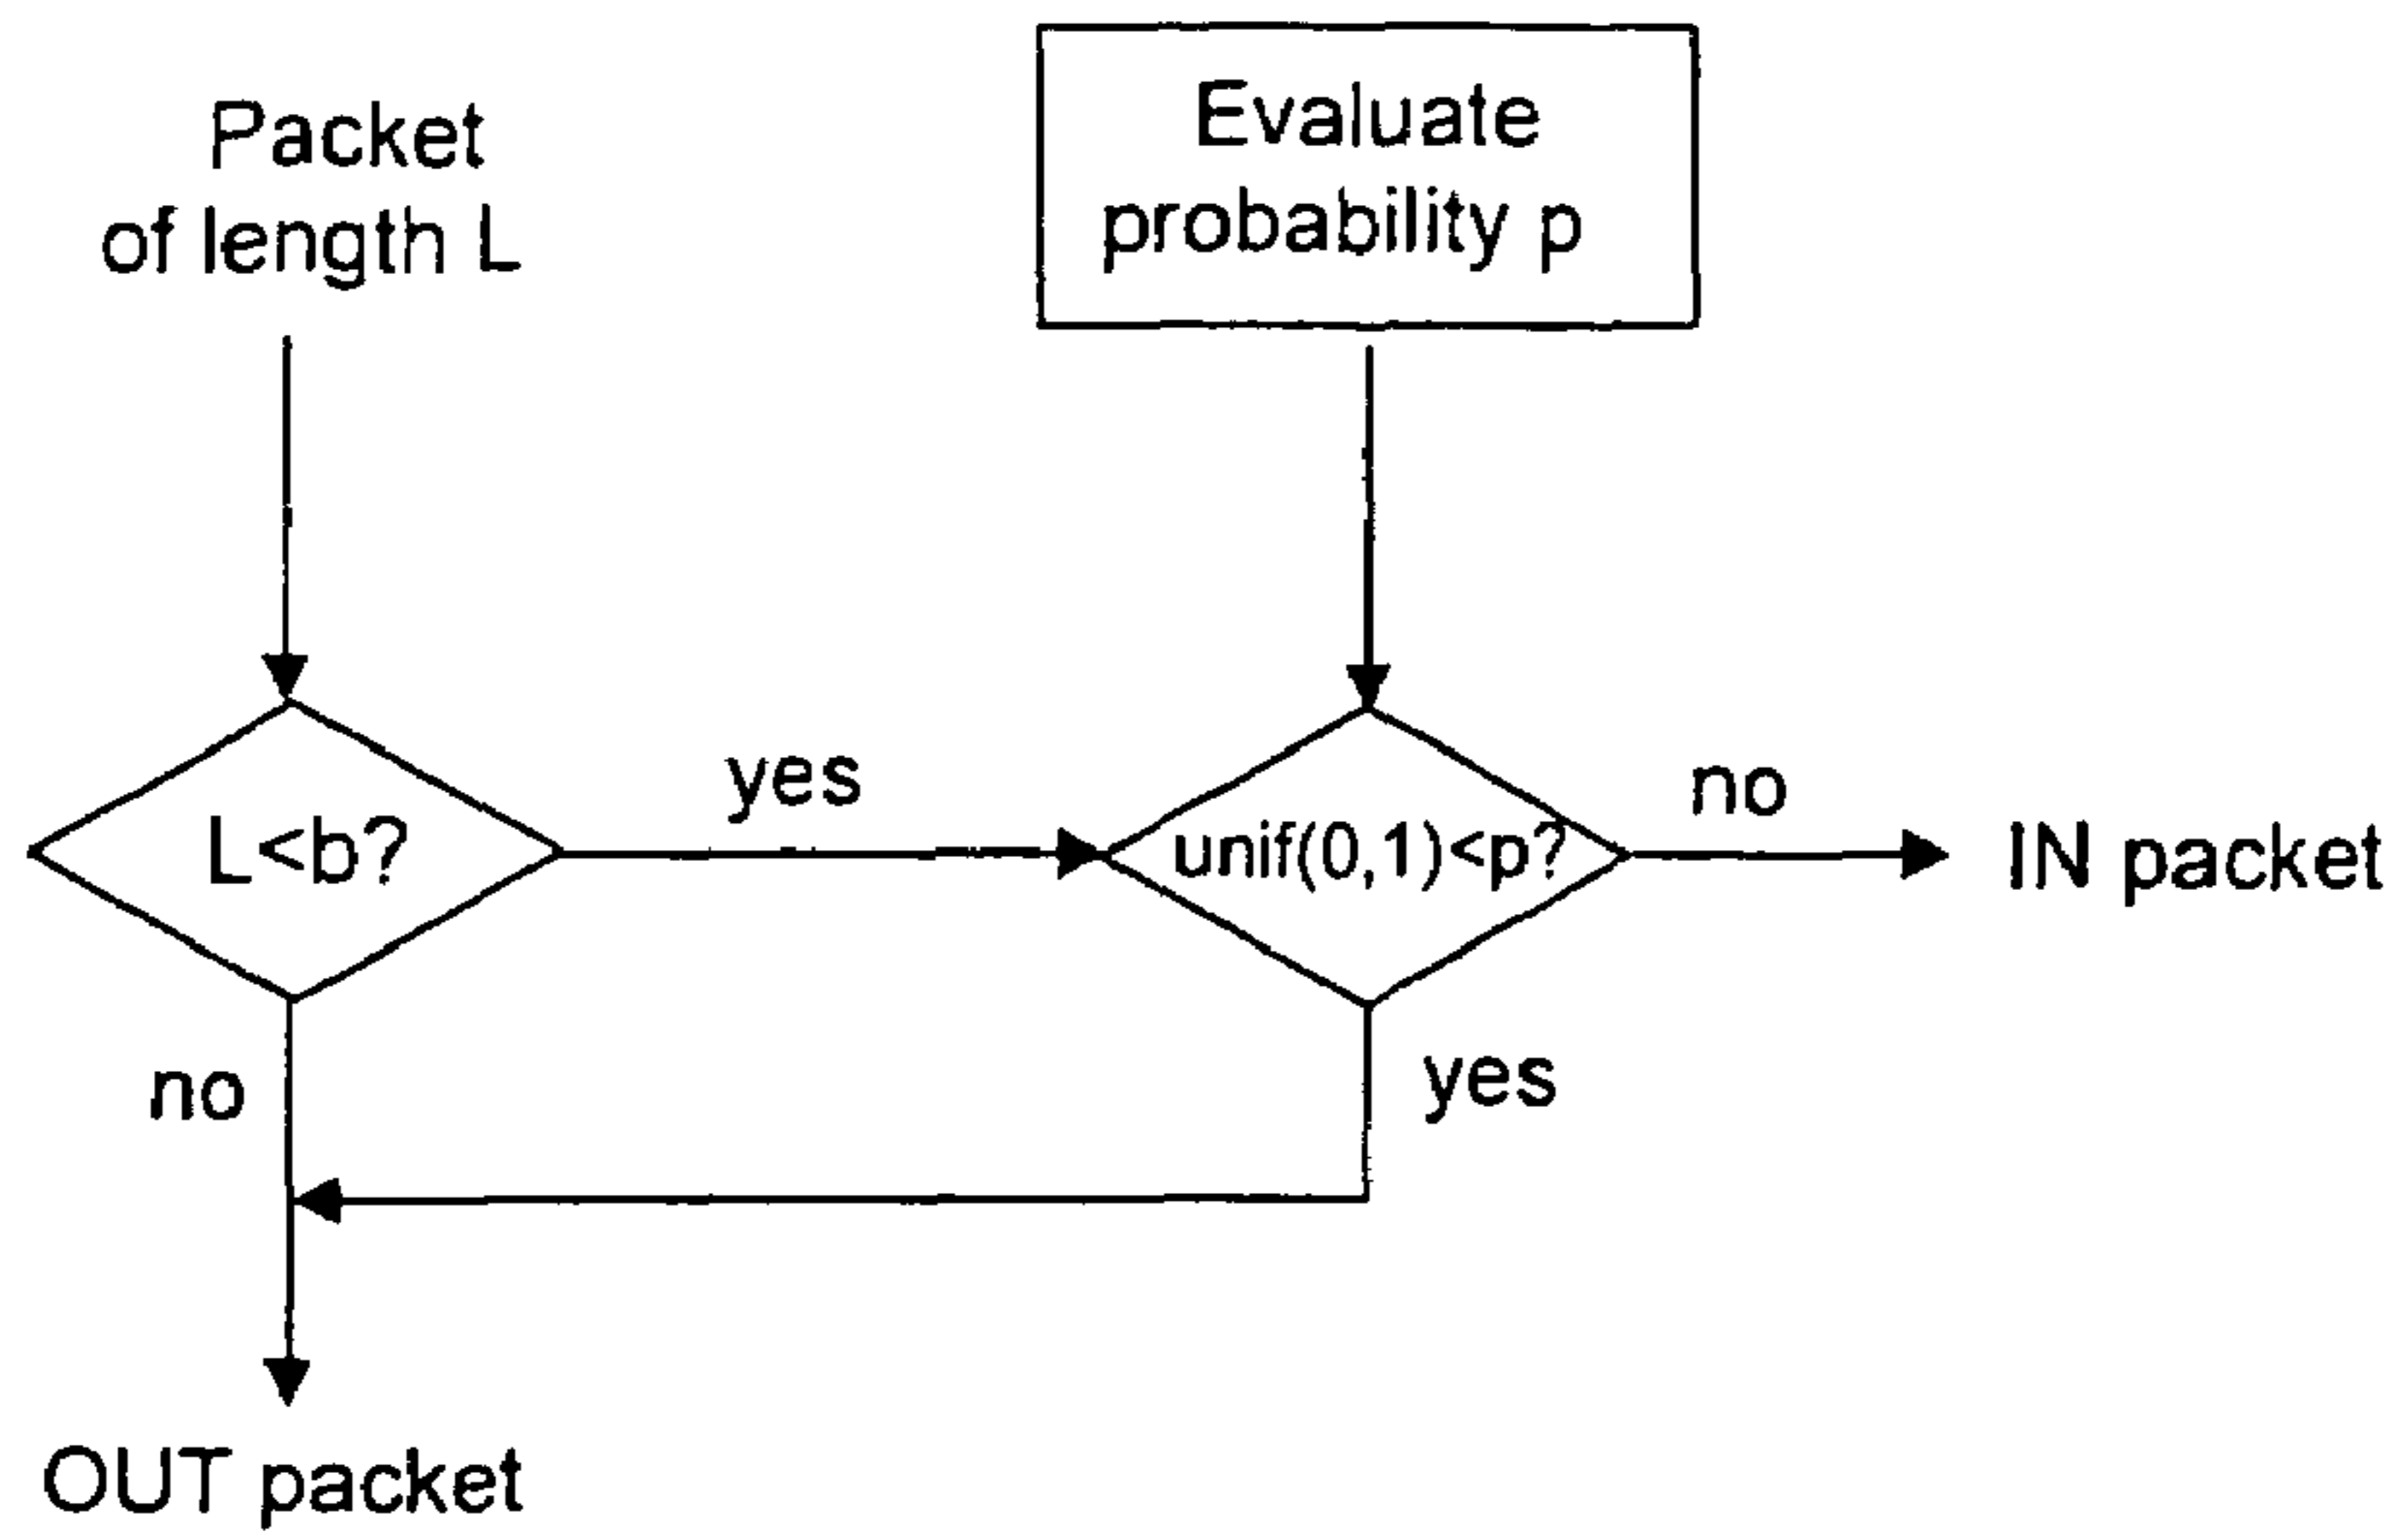 Packet
of length L
Evaluate
probability p
L<b?
yes
unif(0,1)<p?
no
IN packet
no
yes
OUT packet